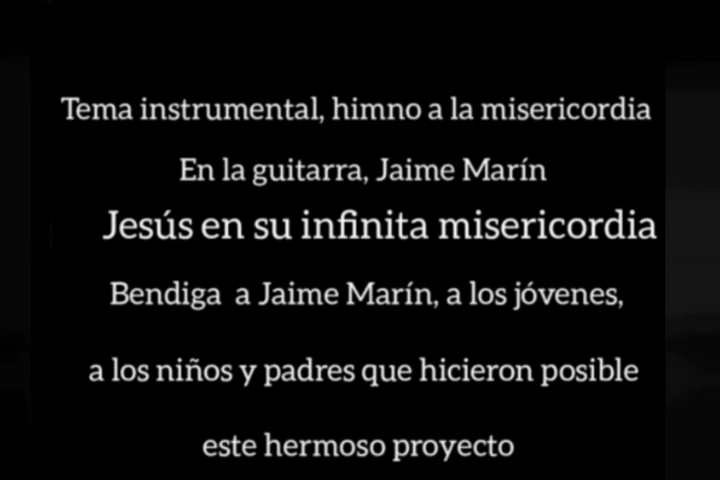 Tema instrumental, himno a la misericordia
En la guitarra, Jaime Marín
Jesús en su infinita misericordia
Bendiga a Jaime Marín, a los jóvenes,
a los niños y padres que hicieron posible
este hermoso proyecto